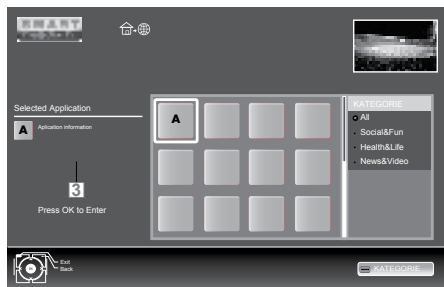 Selected Application
A
Aplication information
3
Press OK to Enter
A
KATEGORIE
All
Social&Fun
Health&Life
News&Video
Exit
Back
KATEGORIE